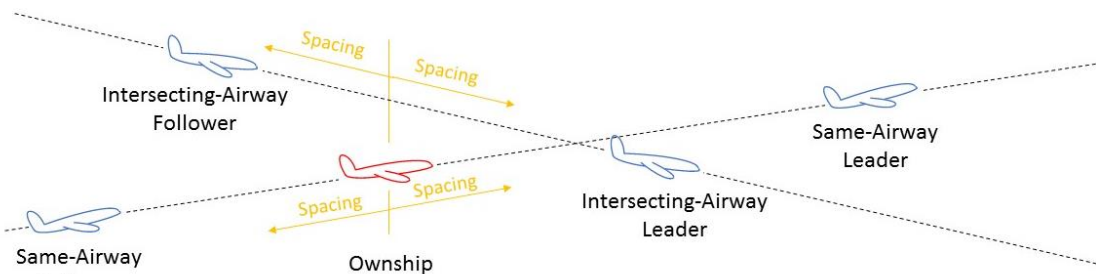 Spacing
Spacing
Intersecting-Airway
Follower
Same-Airway
Leader
Spacing
Spacing
Intersecting-Airway
Leader
Same-Airway
Ownship